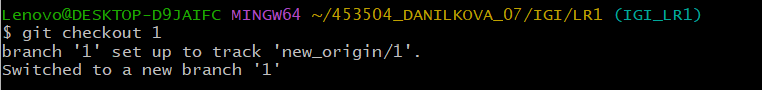 Lenovo@DESKTOP-D9JAIFC MINGW64 ~/453504_DANILKOVA_07/IGI/LR1 (IGI_LR1)
$ git checkout 1
branch '1' set up to track 'new_origin/1'.
Switched to a new branch '1'